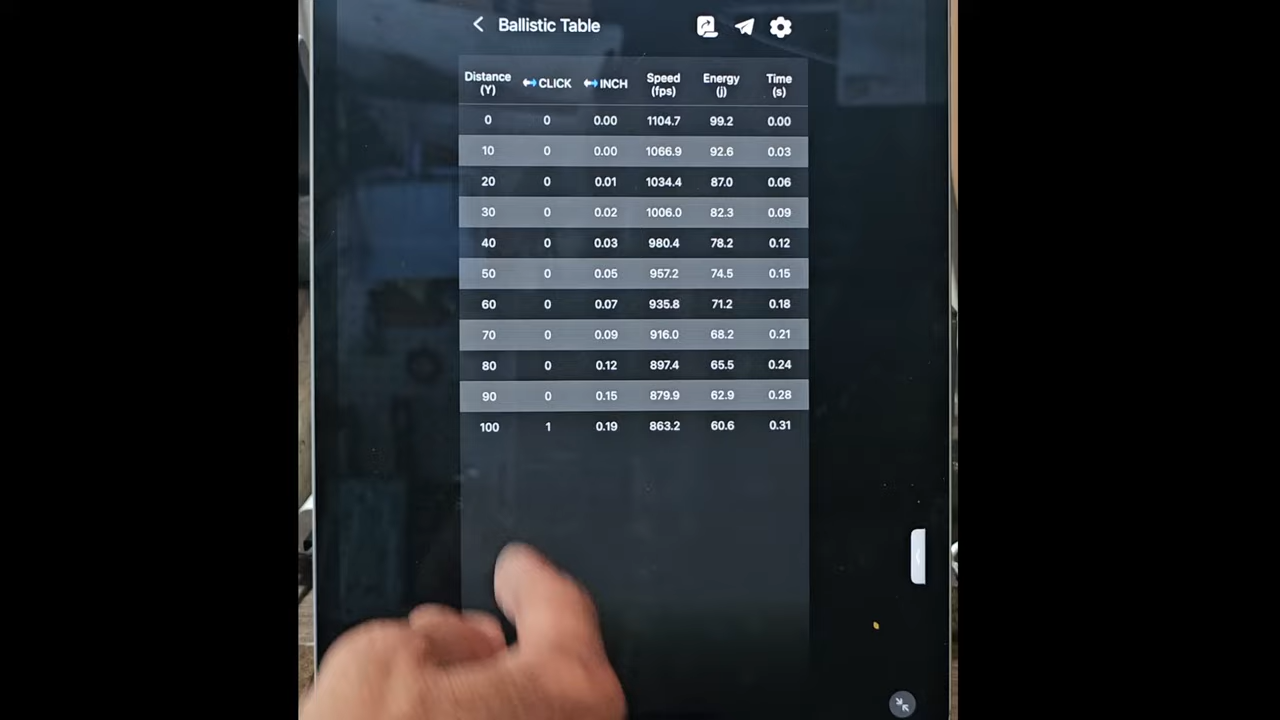 Ballistic Table
Distance (Y) CLICK INCH Speed (fps) Energy (j) Time (s)
0 0 0.00 1104.7 99.2 0.00
10 0 0.00 1066.9 92.6 0.03
20 0 0.01 1034.4 87.0 0.06
30 0 0.02 1006.0 82.3 0.09
40 0 0.03 980.4 78.2 0.12
50 0 0.05 957.2 74.5 0.15
60 0 0.07 935.8 71.2 0.18
70 0 0.09 916.0 68.2 0.21
80 0 0.12 897.4 65.5 0.24
90 0 0.15 879.9 62.9 0.28
100 1 0.19 863.2 60.6 0.31